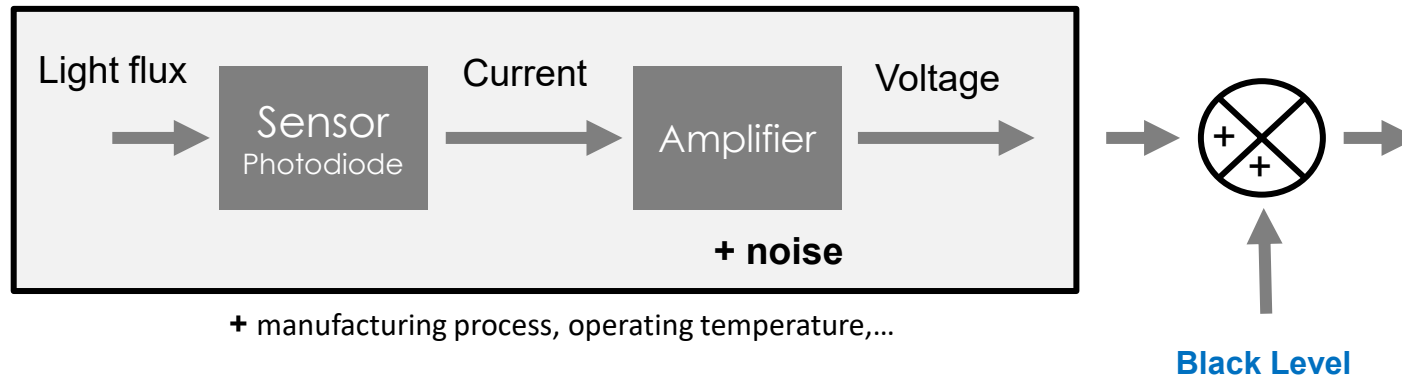 Light flux
Sensor
Photodiode
Current
Amplifier
Voltage
+ noise
+ manufacturing process, operating temperature,...
+
+
Black Level